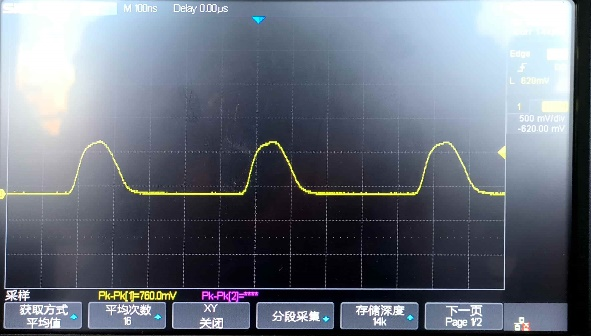 M 100ns Delay 0.00μs
Edge
L 620mV
1
500 mV/div
-620.00 mV
采样
Pk-Pk[1]=760.0mV Pk-Pk[2]=****
获取方式 平均次数 XY 分段采集 存储深度 下一页
平均值 16 关闭 14k Page 1/2